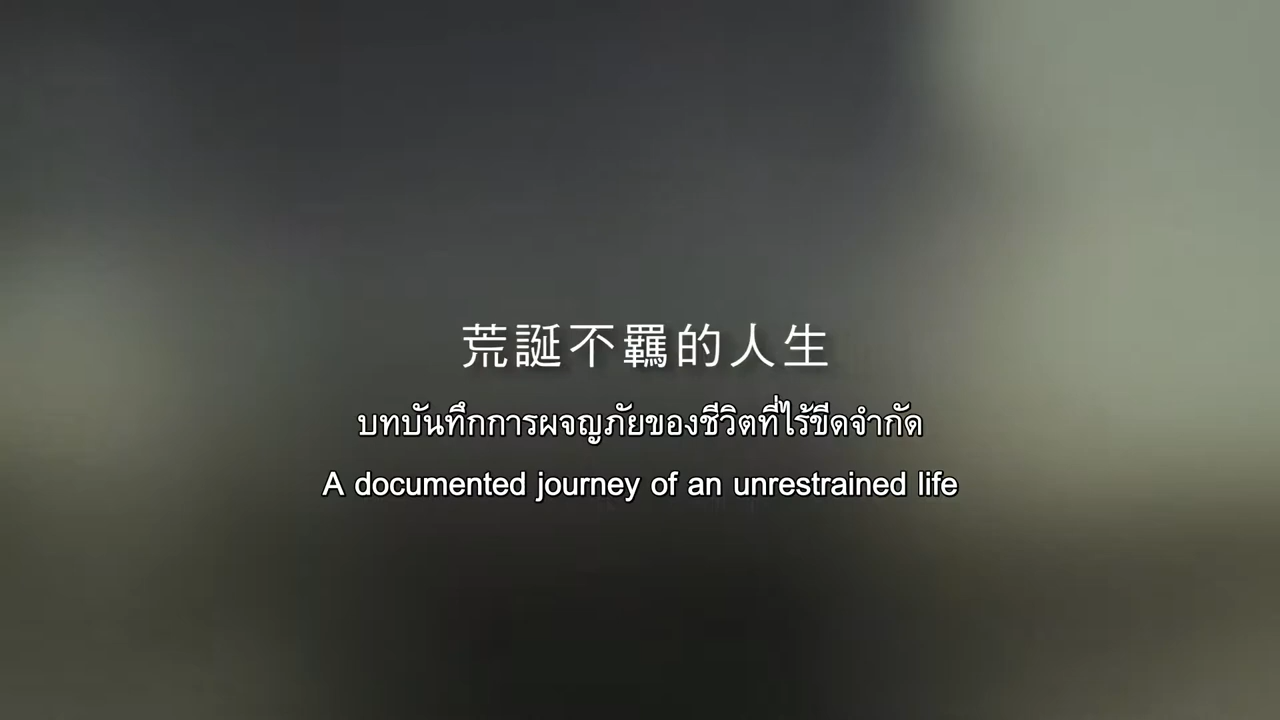 荒誕不羈的人生
บทบันทึกการผจญภัยของชีวิตที่ไร้ขีดจำกัด
A documented journey of an unrestrained life